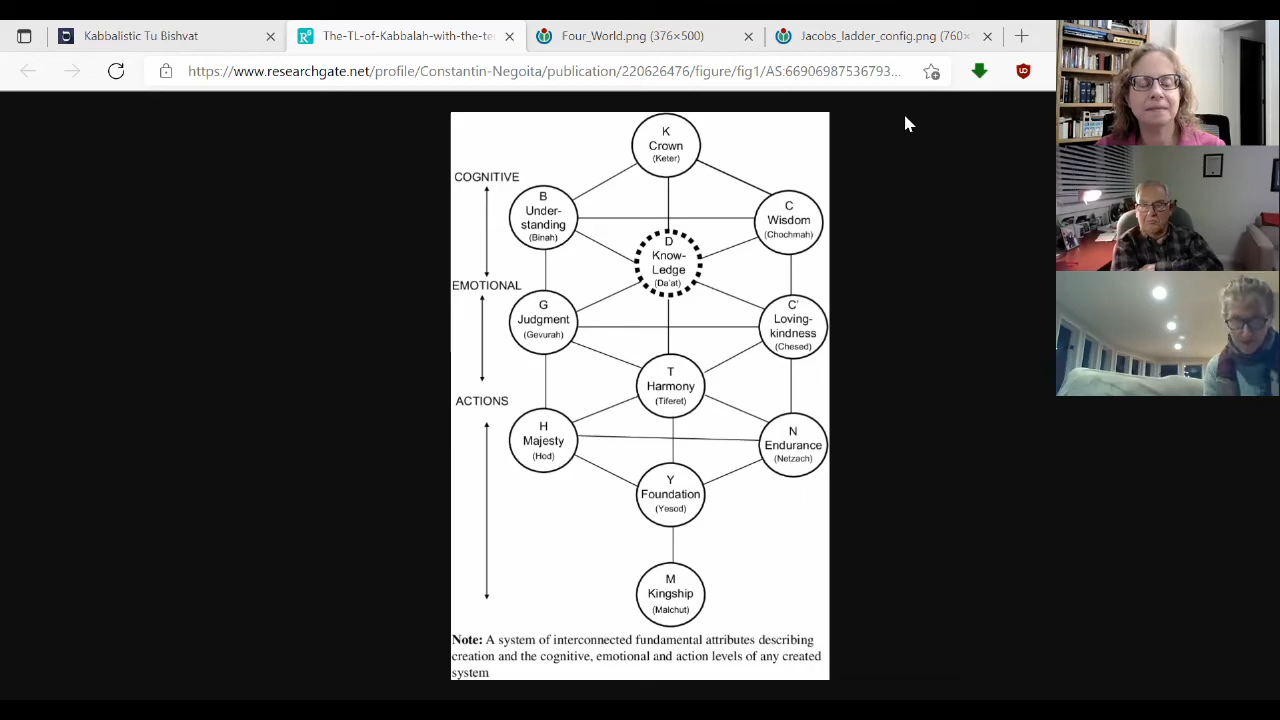 Kabbalistic Tu Bishvat
The-TL-of-Kabbalan-with-the-te
Four_World.png (376×500)
Jacobs_ladder_config.png (760×
https://www.researchgate.net/profile/Constantin-Negoita/publication/220626476/figure/fig1/AS:66906987536793...
K
Crown
(Keter)
COGNITIVE
B
Under-
standing
(Binah)
C
Wisdom
(Chochmah)
D
Know-
Ledge
(Da'at)
EMOTIONAL
G
Judgment
(Gevurah)
C'
Loving-
kindness
(Chesed)
T
Harmony
(Tiferet)
ACTIONS
H
Majesty
(Hod)
N
Endurance
(Netzach)
Y
Foundation
(Yesod)
M
Kingship
(Malchut)
Note: A system of interconnected fundamental attributes describing
creation and the cognitive, emotional and action levels of any created
system